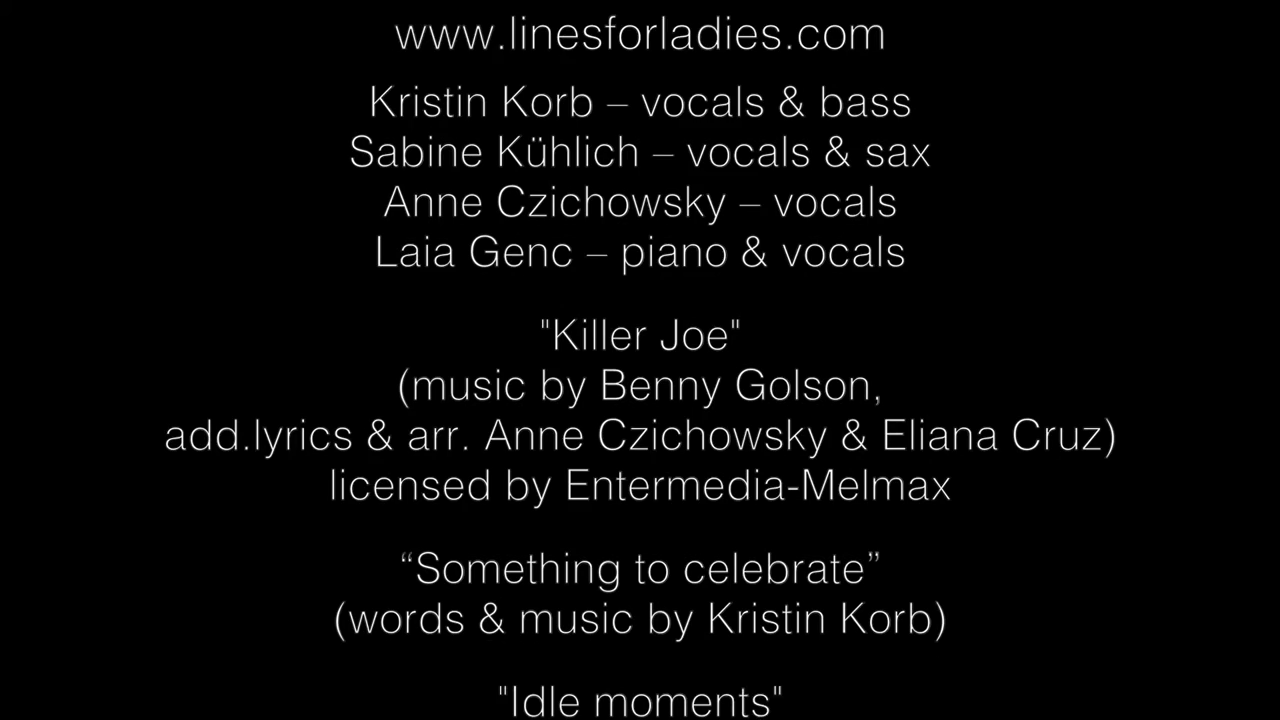 www.linesforladies.com
Kristin Korb – vocals & bass
Sabine Kühlich – vocals & sax
Anne Czichowsky – vocals
Laia Genc – piano & vocals
"Killer Joe"
(music by Benny Golson,
add.lyrics & arr. Anne Czichowsky & Eliana Cruz)
licensed by Entermedia-Melmax
“Something to celebrate”
(words & music by Kristin Korb)
"Idle moments"